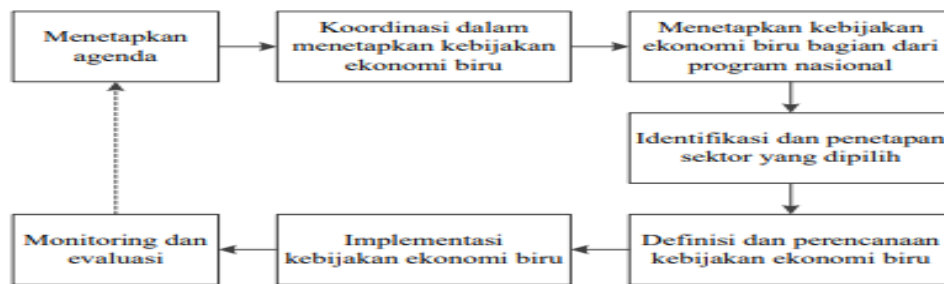 Menetapkan
agenda
Koordinasi dalam
menetapkan kebijakan
ekonomi biru
Menetapkan kebijakan
ekonomi biru bagian dari
program nasional
Identifikasi dan penetapan
sektor yang dipilih
Definisi dan perencanaan
kebijakan ekonomi biru
Implementasi
kebijakan ekonomi biru
Monitoring dan
evaluasi